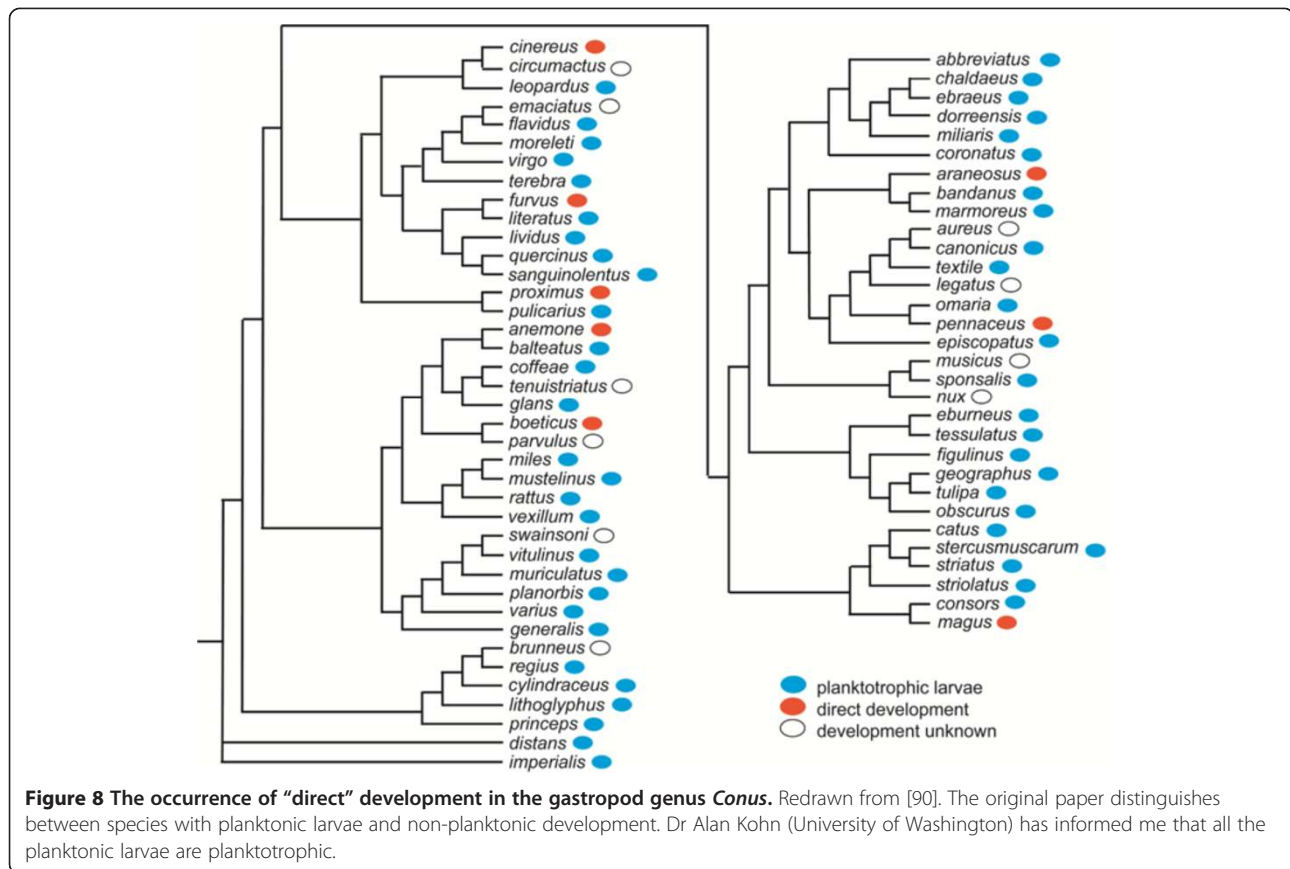 cinereus
circumactus
leopardus
emaciatus
flavidus
moreleti
virgo
terebra
furvus
literatus
lividus
quercinus
sanguinolentus
proximus
pulicarius
anemone
balteatus
coffeae
tenuistriatus
glans
boeticus
parvulus
miles
mustelinus
rattus
vexillum
swainsoni
vitulinus
muriculatus
planorbis
varius
generalis
brunneus
regius
cylindraceus
lithoglyphus
princeps
distans
imperialis
abbreviatus
chaldaeus
ebraeus
dorreensis
miliaris
coronatus
araneosus
bandanus
marmoreus
aureus
canonicus
textile
legatus
omaria
pennaceus
episcopatus
musicus
sponsalis
nux
eburneus
tessulatus
figulinus
geographus
tulipa
obscurus
catus
stercusmuscarum
striatus
striolatus
consors
magus
planktotrophic larvae
direct development
development unknown
Figure 8 The occurrence of “direct” development in the gastropod genus Conus. Redrawn from [90]. The original paper distinguishes
between species with planktonic larvae and non-planktonic development. Dr Alan Kohn (University of Washington) has informed me that all the
planktonic larvae are planktotrophic.